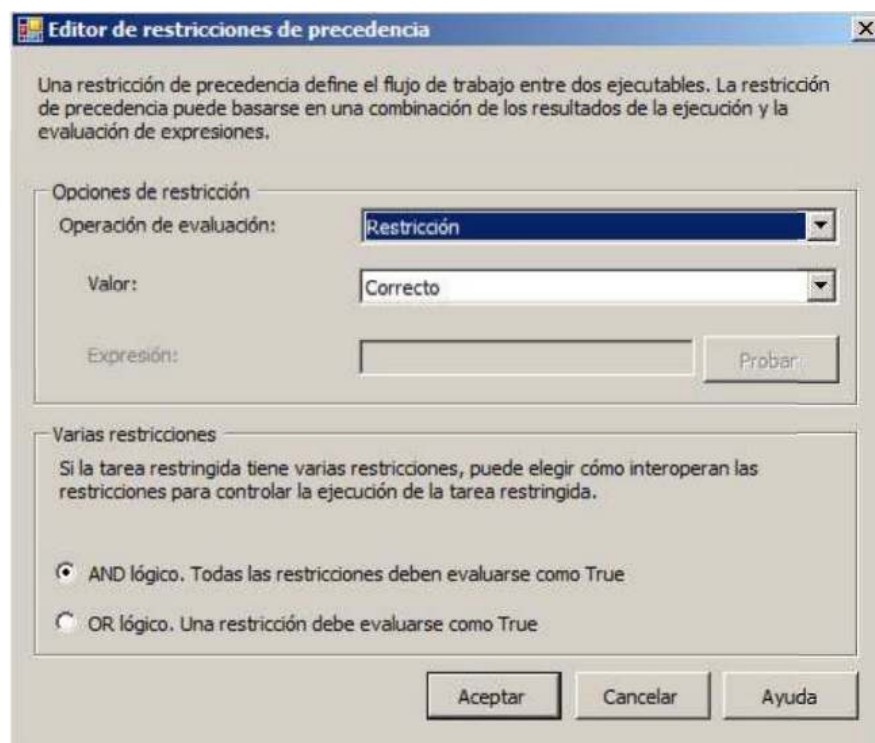 Editor de restricciones de precedencia
Una restricción de precedencia define el flujo de trabajo entre dos ejecutables. La restricción
de precedencia puede basarse en una combinación de los resultados de la ejecución y la
evaluación de expresiones.
Opciones de restricción
Operación de evaluación:
Restricción
Valor:
Correcto
Expresión:
Probar
Varias restricciones
Si la tarea restringida tiene varias restricciones, puede elegir cómo interoperan las
restricciones para controlar la ejecución de la tarea restringida.
AND lógico. Todas las restricciones deben evaluarse como True
OR lógico. Una restricción debe evaluarse como True
Aceptar
Cancelar
Ayuda